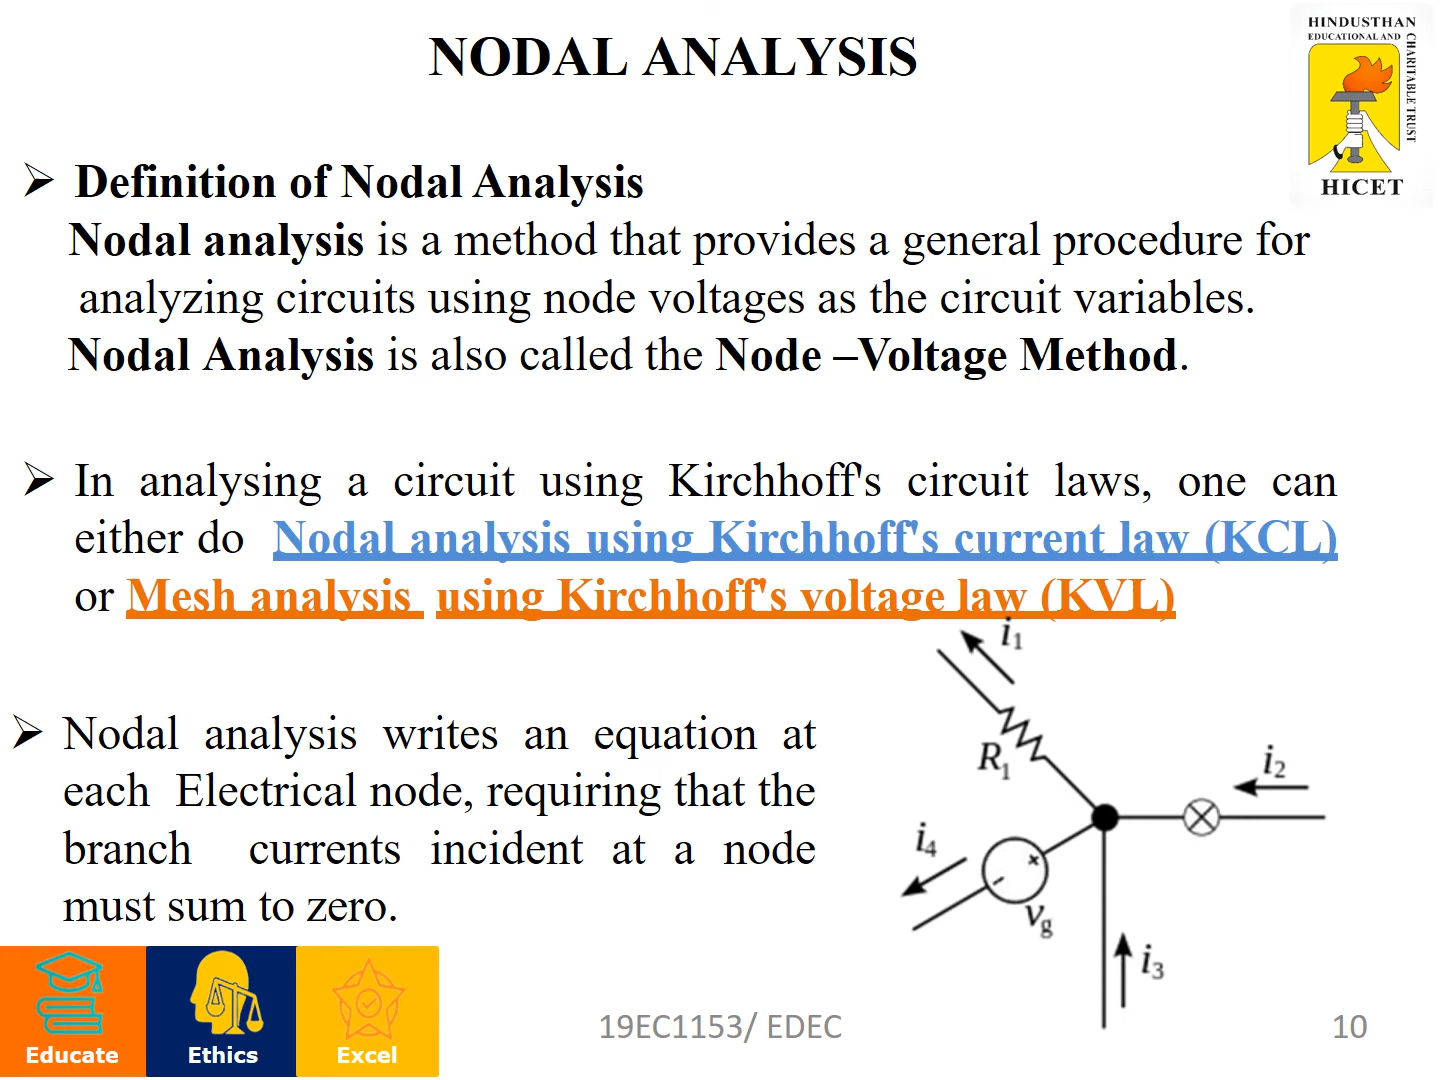 NODAL ANALYSIS
HINDUSTHAN
EDUCATIONAL AND
CHARITABLE TRUST
HICET
➢ Definition of Nodal Analysis
Nodal analysis is a method that provides a general procedure for
analyzing circuits using node voltages as the circuit variables.
Nodal Analysis is also called the Node –Voltage Method.
➢ In analysing a circuit using Kirchhoff's circuit laws, one can
either do Nodal analysis using Kirchhoff's current law (KCL)
or Mesh analysis using Kirchhoff's voltage law (KVL)
➢ Nodal analysis writes an equation at
each Electrical node, requiring that the
branch currents incident at a node
must sum to zero.
i₁
R₁
i₂
i₄
+
-
v_g
i₃
Educate
Ethics
Excel
19EC1153/ EDEC
10